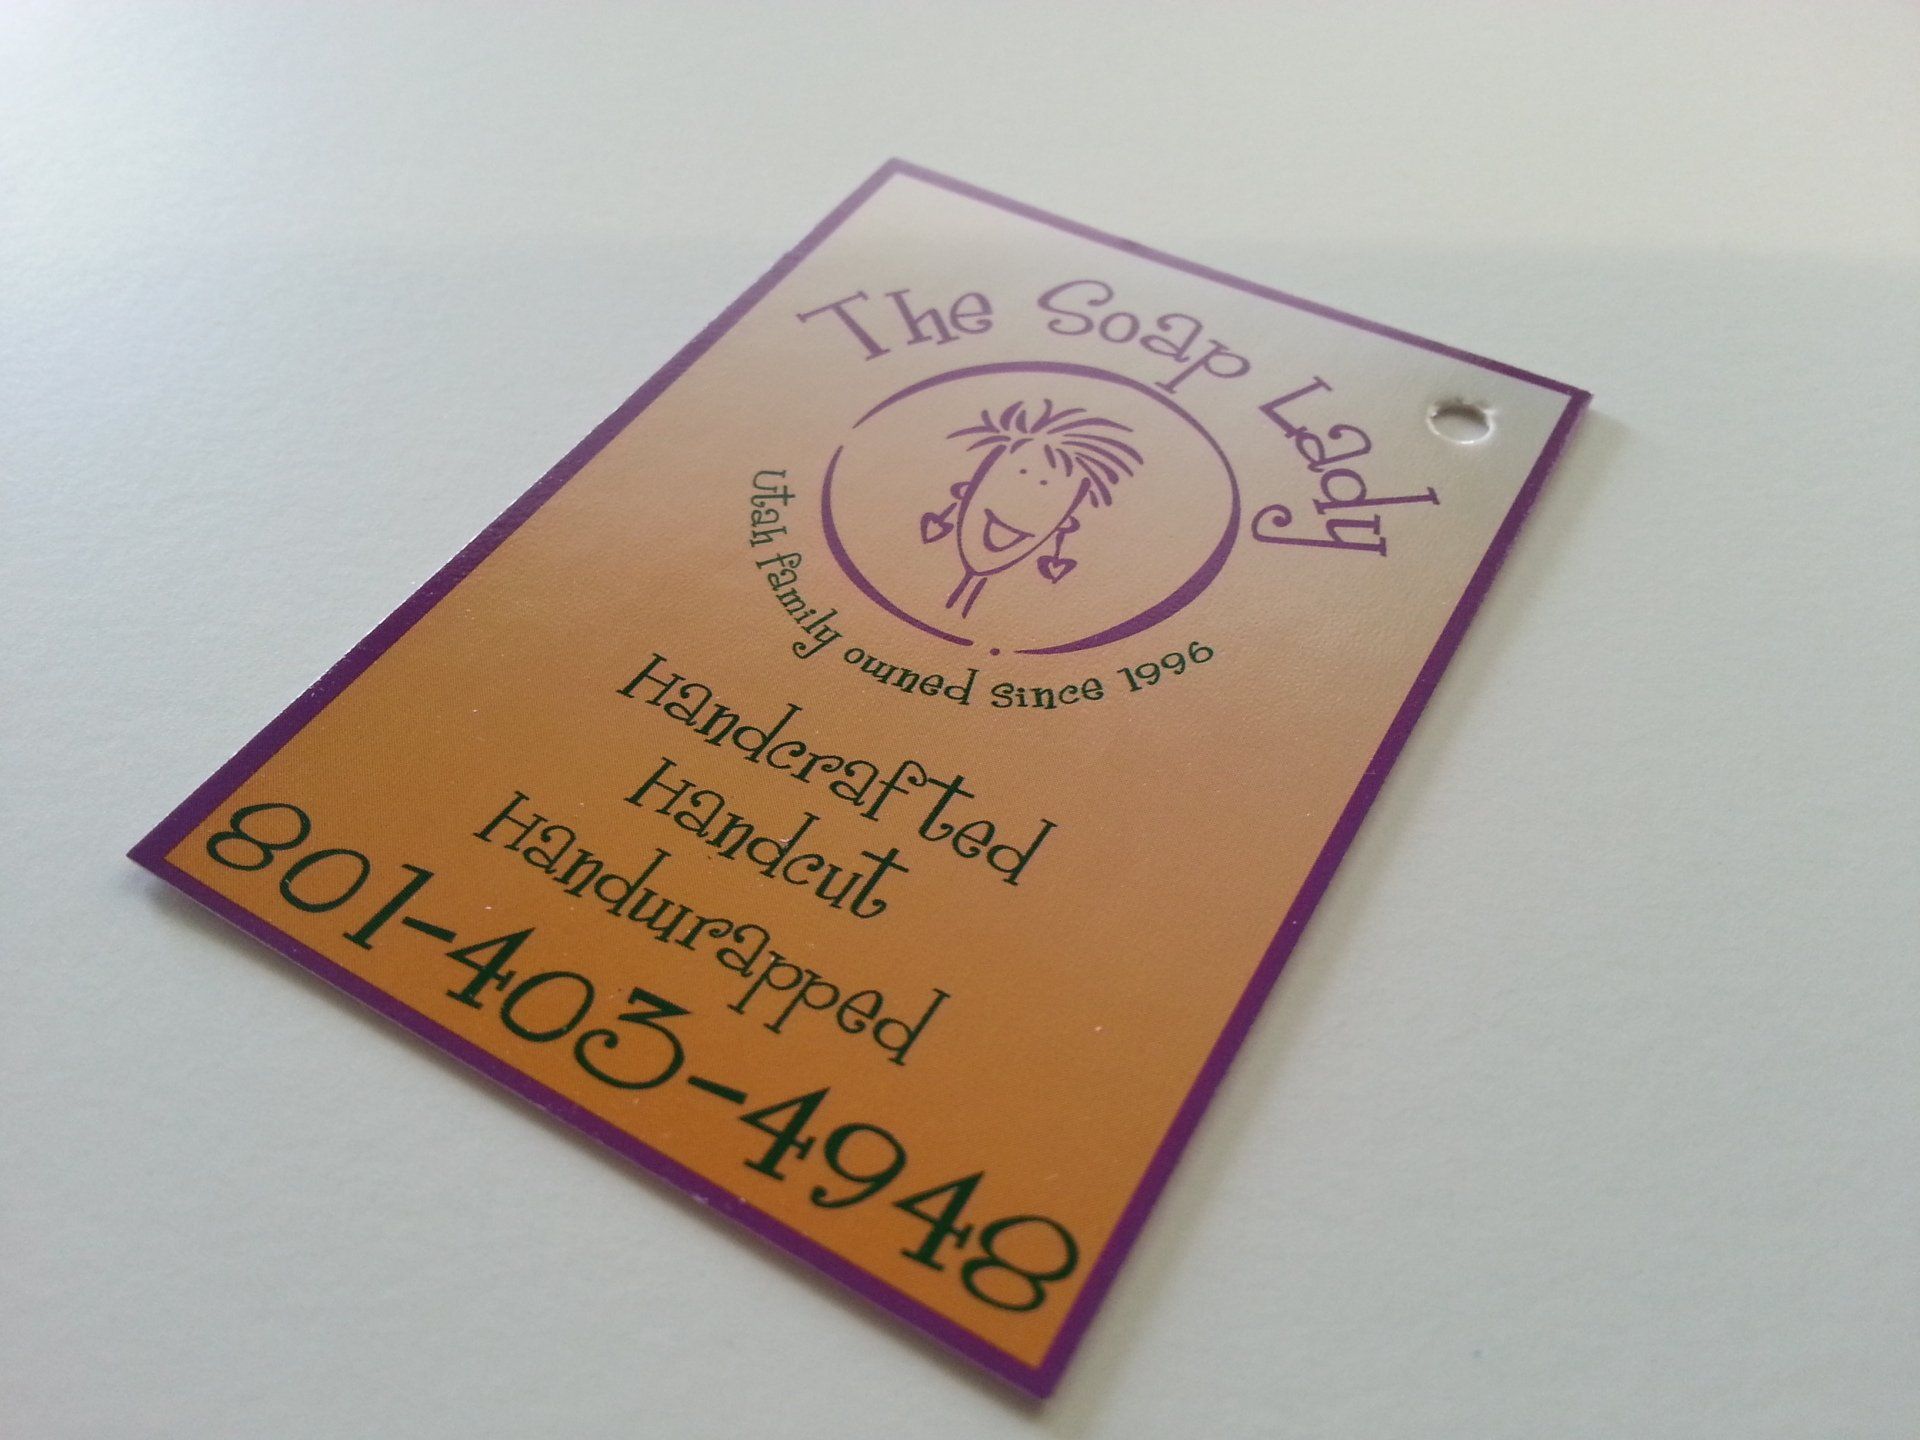 The Soap Lady
Utah family owned since 1996
Handcrafted
Handcut
Handwrapped
801-403-4948